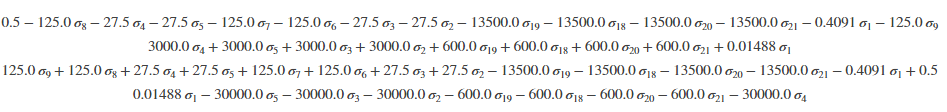 0.5 − 125.0 σ₈ − 27.5 σ₄ − 27.5 σ₅ − 125.0 σ₇ − 125.0 σ₆ − 27.5 σ₃ − 27.5 σ₂ − 13500.0 σ₁₉ − 13500.0 σ₁₈ − 13500.0 σ₂₀ − 13500.0 σ₂₁ − 0.4091 σ₁ − 125.0 σ₉
3000.0 σ₄ + 3000.0 σ₅ + 3000.0 σ₃ + 3000.0 σ₂ + 600.0 σ₁₉ + 600.0 σ₁₈ + 600.0 σ₂₀ + 600.0 σ₂₁ + 0.01488 σ₁
125.0 σ₉ + 125.0 σ₈ + 27.5 σ₄ + 27.5 σ₅ + 125.0 σ₇ + 125.0 σ₆ + 27.5 σ₃ + 27.5 σ₂ − 13500.0 σ₁₉ − 13500.0 σ₁₈ − 13500.0 σ₂₀ − 13500.0 σ₂₁ − 0.4091 σ₁ + 0.5
0.01488 σ₁ − 30000.0 σ₅ − 30000.0 σ₃ − 30000.0 σ₂ − 600.0 σ₁₉ − 600.0 σ₁₈ − 600.0 σ₂₀ − 600.0 σ₂₁ − 30000.0 σ₄